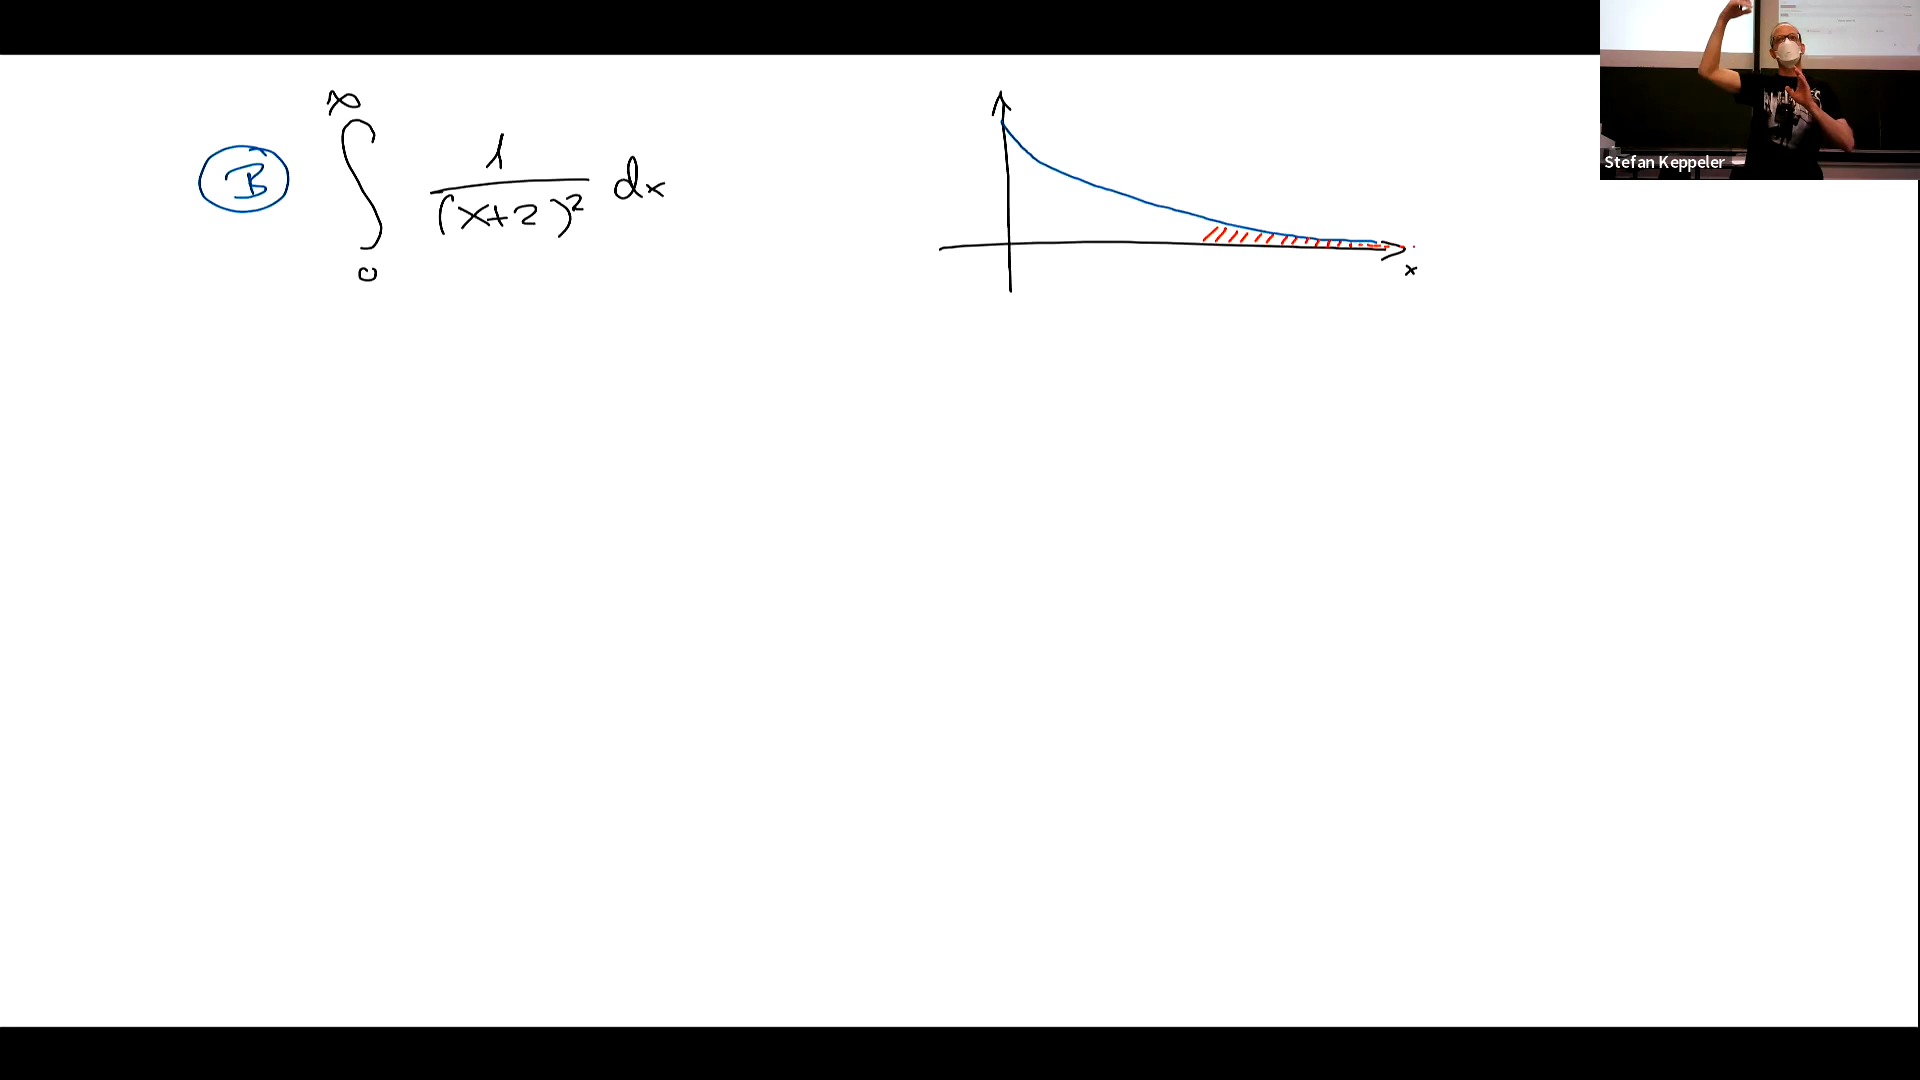 B ∫₀^∞ 1/(x+2)² dx
x
Stefan Keppeler